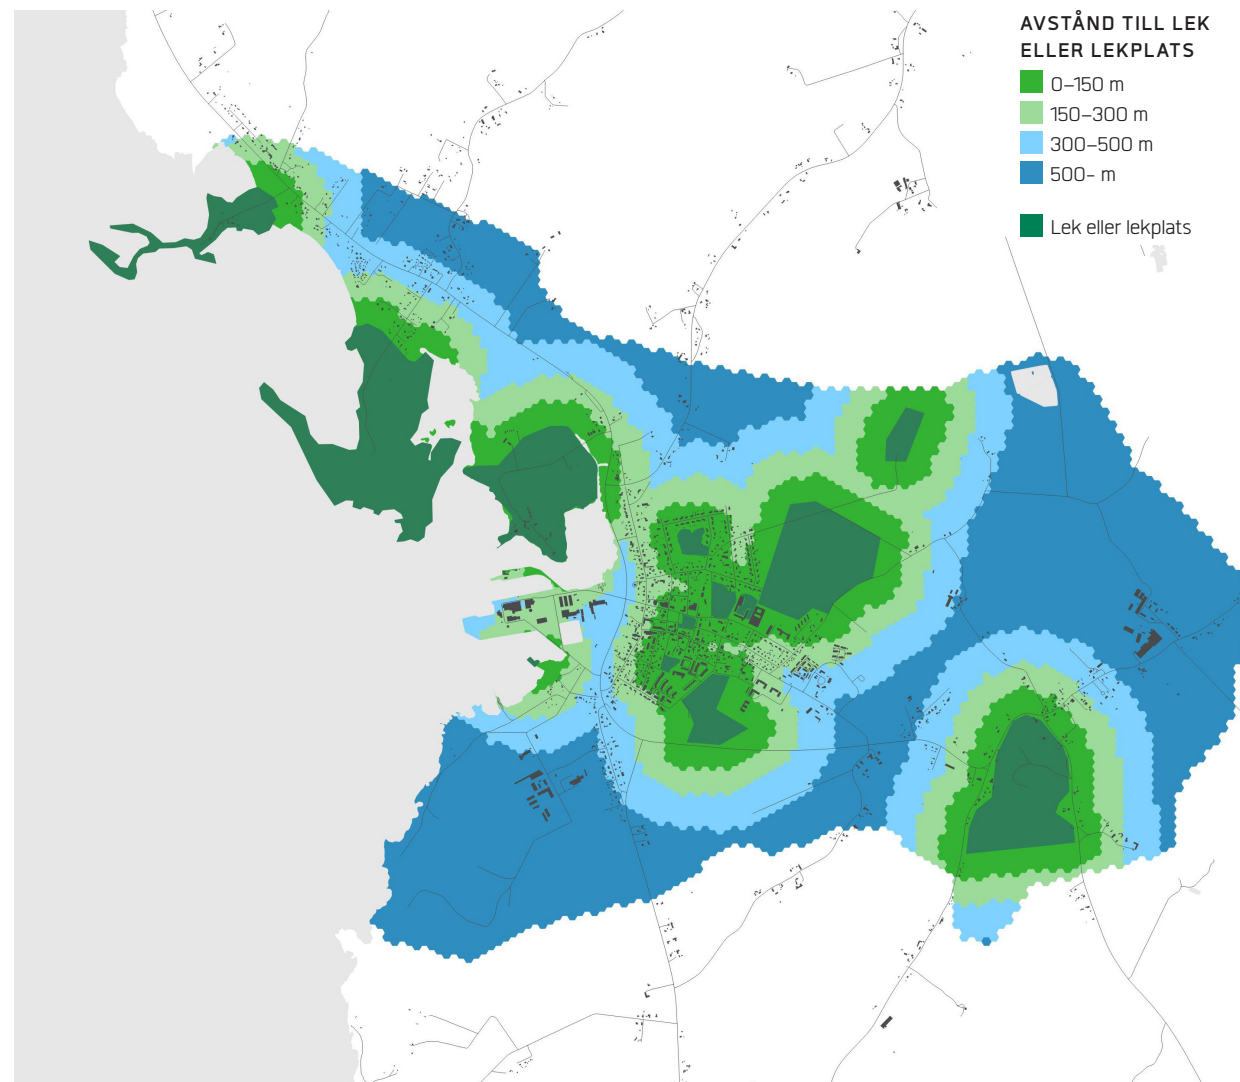 AVSTÅND TILL LEK
ELLER LEKPLATS
0–150 m
150–300 m
300–500 m
500- m
Lek eller lekplats